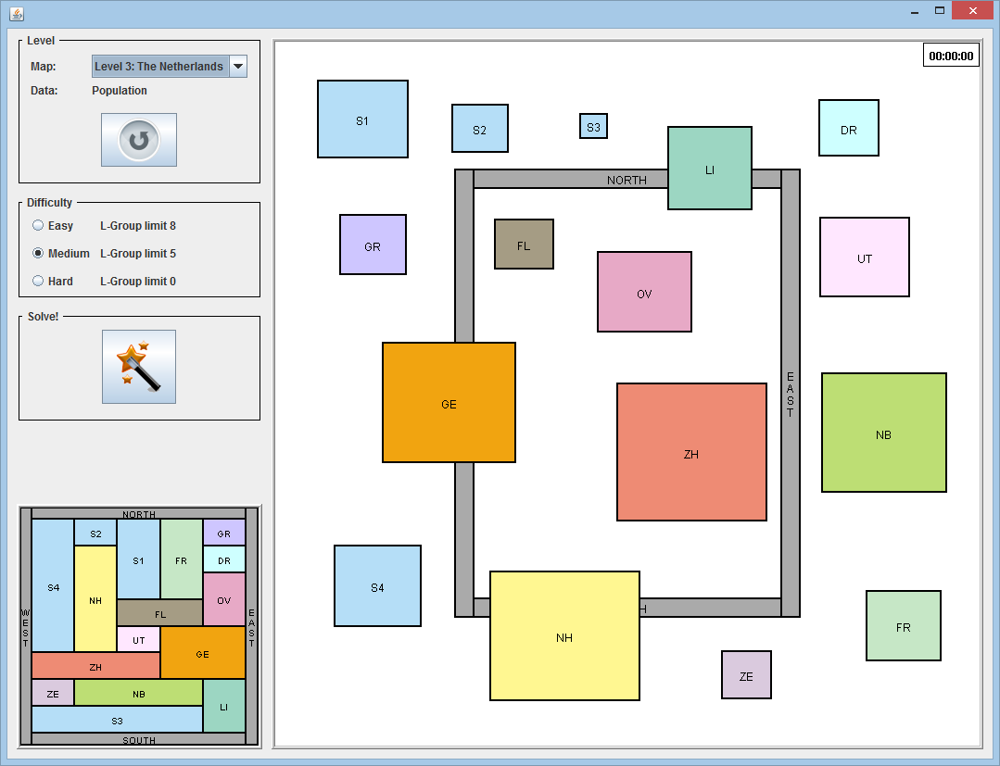 Level
Map: Level 3: The Netherlands
Data: Population
Difficulty
Easy L-Group limit 8
Medium L-Group limit 5
Hard L-Group limit 0
Solve!
NORTH
S2 GR
S1 FR DR
S4 NH OV
FL
WEST UT EAST
GE
ZH
ZE NB
LI
S3
SOUTH
00:00:00
S1 S2 S3 DR
LI
NORTH
GR FL UT
OV
EAST
GE NB
ZH
S4
H
NH FR
ZE